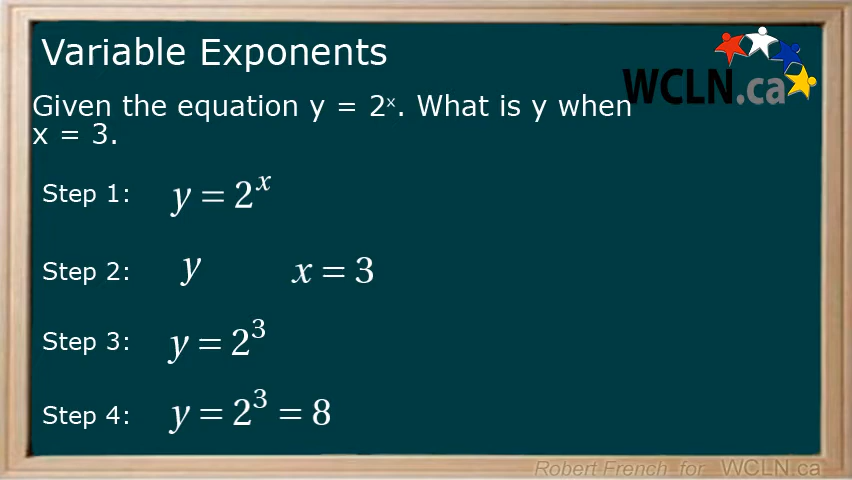 Variable Exponents
WCLN.ca
Given the equation y = 2ˣ. What is y when
x = 3.
Step 1: y = 2ˣ
Step 2: y x = 3
Step 3: y = 2³
Step 4: y = 2³ = 8
Robert French for WCLN.ca